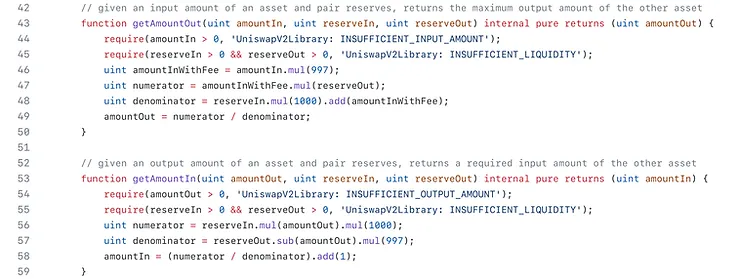 42 // given an input amount of an asset and pair reserves, returns the maximum output amount of the other asset
43 function getAmountOut(uint amountIn, uint reserveIn, uint reserveOut) internal pure returns (uint amountOut) {
44 require(amountIn > 0, 'UniswapV2Library: INSUFFICIENT_INPUT_AMOUNT');
45 require(reserveIn > 0 && reserveOut > 0, 'UniswapV2Library: INSUFFICIENT_LIQUIDITY');
46 uint amountInWithFee = amountIn.mul(997);
47 uint numerator = amountInWithFee.mul(reserveOut);
48 uint denominator = reserveIn.mul(1000).add(amountInWithFee);
49 amountOut = numerator / denominator;
50 }
51
52 // given an output amount of an asset and pair reserves, returns a required input amount of the other asset
53 function getAmountIn(uint amountOut, uint reserveIn, uint reserveOut) internal pure returns (uint amountIn) {
54 require(amountOut > 0, 'UniswapV2Library: INSUFFICIENT_OUTPUT_AMOUNT');
55 require(reserveIn > 0 && reserveOut > 0, 'UniswapV2Library: INSUFFICIENT_LIQUIDITY');
56 uint numerator = reserveIn.mul(amountOut).mul(1000);
57 uint denominator = reserveOut.sub(amountOut).mul(997);
58 amountIn = (numerator / denominator).add(1);
59 }